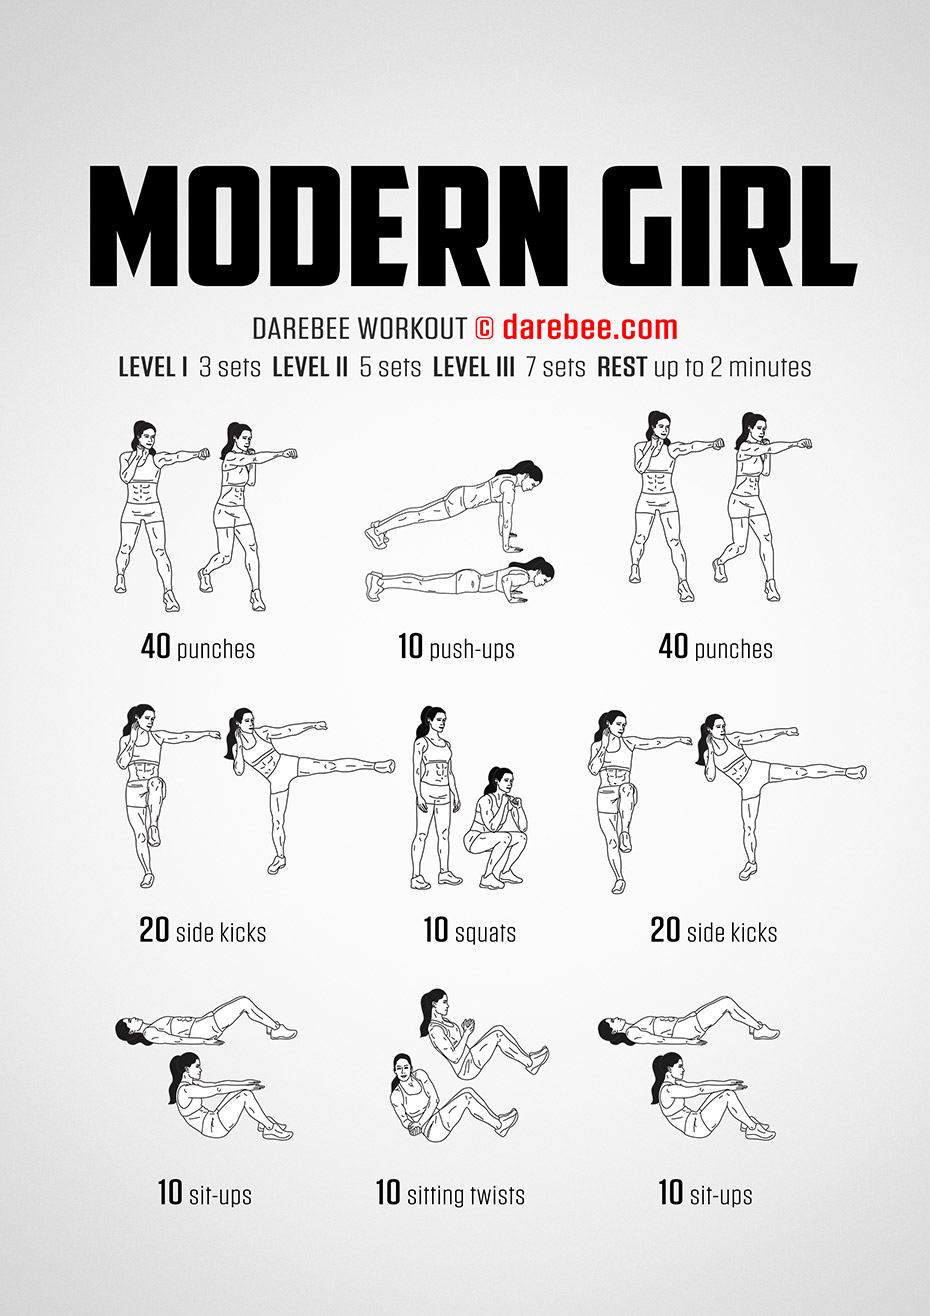 MODERN GIRL
DAREBEE WORKOUT © darebee.com
LEVEL I 3 sets LEVEL II 5 sets LEVEL III 7 sets REST up to 2 minutes
40 punches
10 push-ups
40 punches
20 side kicks
10 squats
20 side kicks
10 sit-ups
10 sitting twists
10 sit-ups